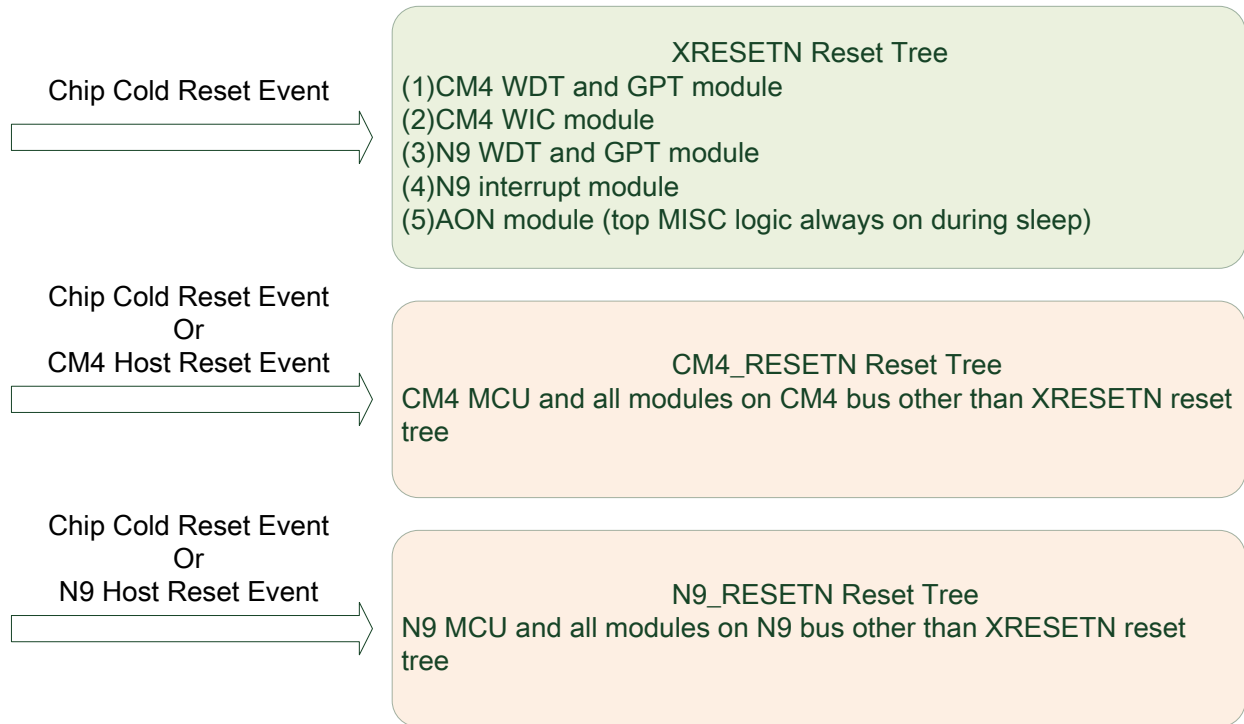 Chip Cold Reset Event
XRESETN Reset Tree
(1)CM4 WDT and GPT module
(2)CM4 WIC module
(3)N9 WDT and GPT module
(4)N9 interrupt module
(5)AON module (top MISC logic always on during sleep)
Chip Cold Reset Event
Or
CM4 Host Reset Event
CM4_RESETN Reset Tree
CM4 MCU and all modules on CM4 bus other than XRESETN reset
tree
Chip Cold Reset Event
Or
N9 Host Reset Event
N9_RESETN Reset Tree
N9 MCU and all modules on N9 bus other than XRESETN reset
tree